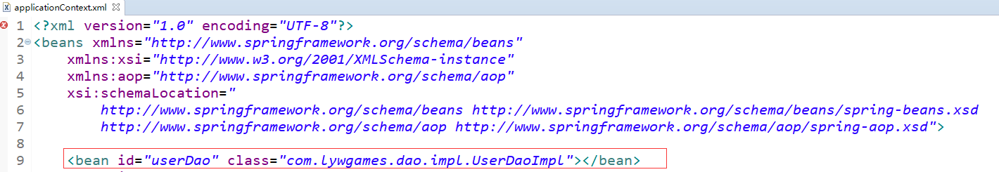 applicationContext.xml
1 <?xml version="1.0" encoding="UTF-8"?>
2 <beans xmlns="http://www.springframework.org/schema/beans"
3 xmlns:xsi="http://www.w3.org/2001/XMLSchema-instance"
4 xmlns:aop="http://www.springframework.org/schema/aop"
5 xsi:schemaLocation="
6 http://www.springframework.org/schema/beans http://www.springframework.org/schema/beans/spring-beans.xsd
7 http://www.springframework.org/schema/aop http://www.springframework.org/schema/aop/spring-aop.xsd">
8
9 <bean id="userDao" class="com.lywgames.dao.impl.UserDaoImpl"></bean>